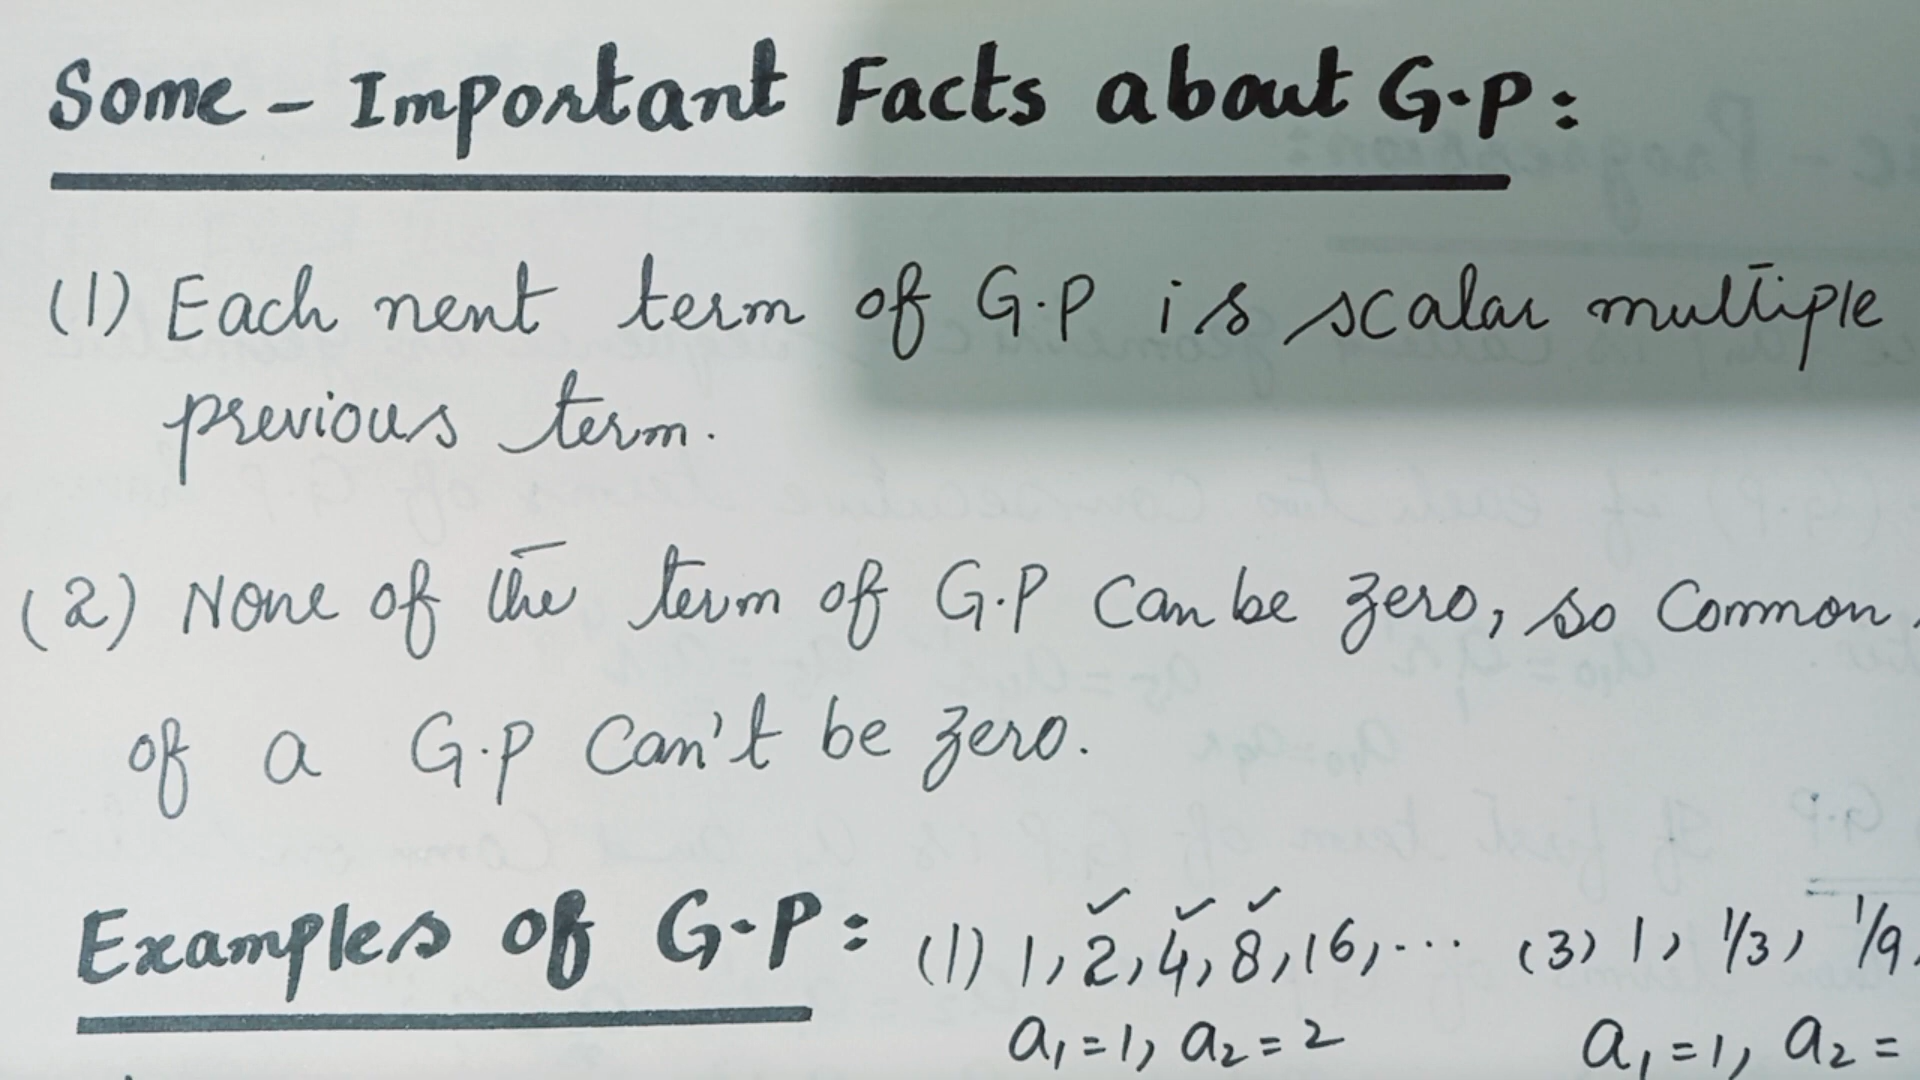 Some - Important Facts about G.P:
(1) Each nent term of G.P is scalar multiple
previous term.
(2) None of the term of G.P Can be zero, so Common
of a G.P Can't be zero.
Examples of G.P: (1) 1, 2, 4, 8, 16, ... (3) 1, 1/3, 1/9
a₁ = 1, a₂ = 2 a₁ = 1, a₂ =